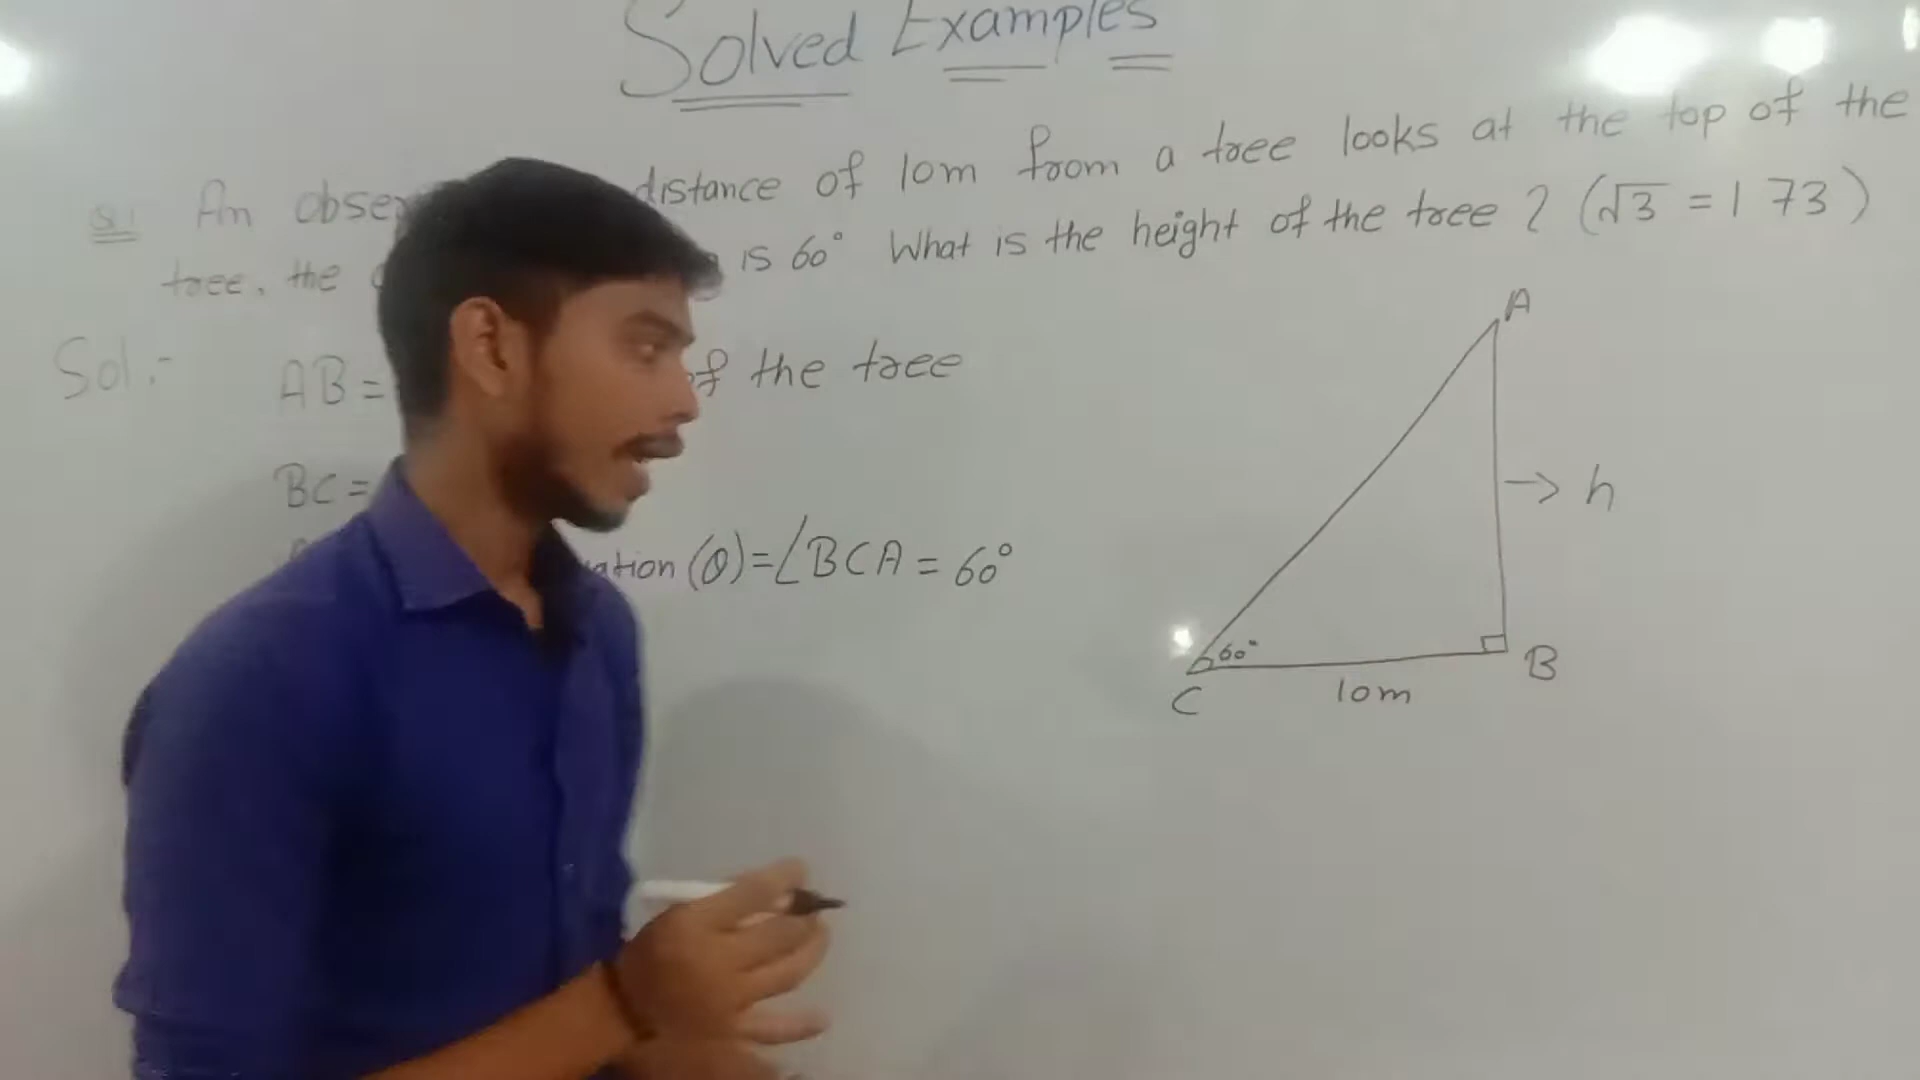 Solved Examples
Q1 An distance of 10m from a tree looks at the top of the
tree, the is 60° What is the height of the tree ? (√3 = 1 73)
Sol:- AB= of the tree
BC=
(θ)=∠BCA = 60°
A
h
60°
B
C
10m